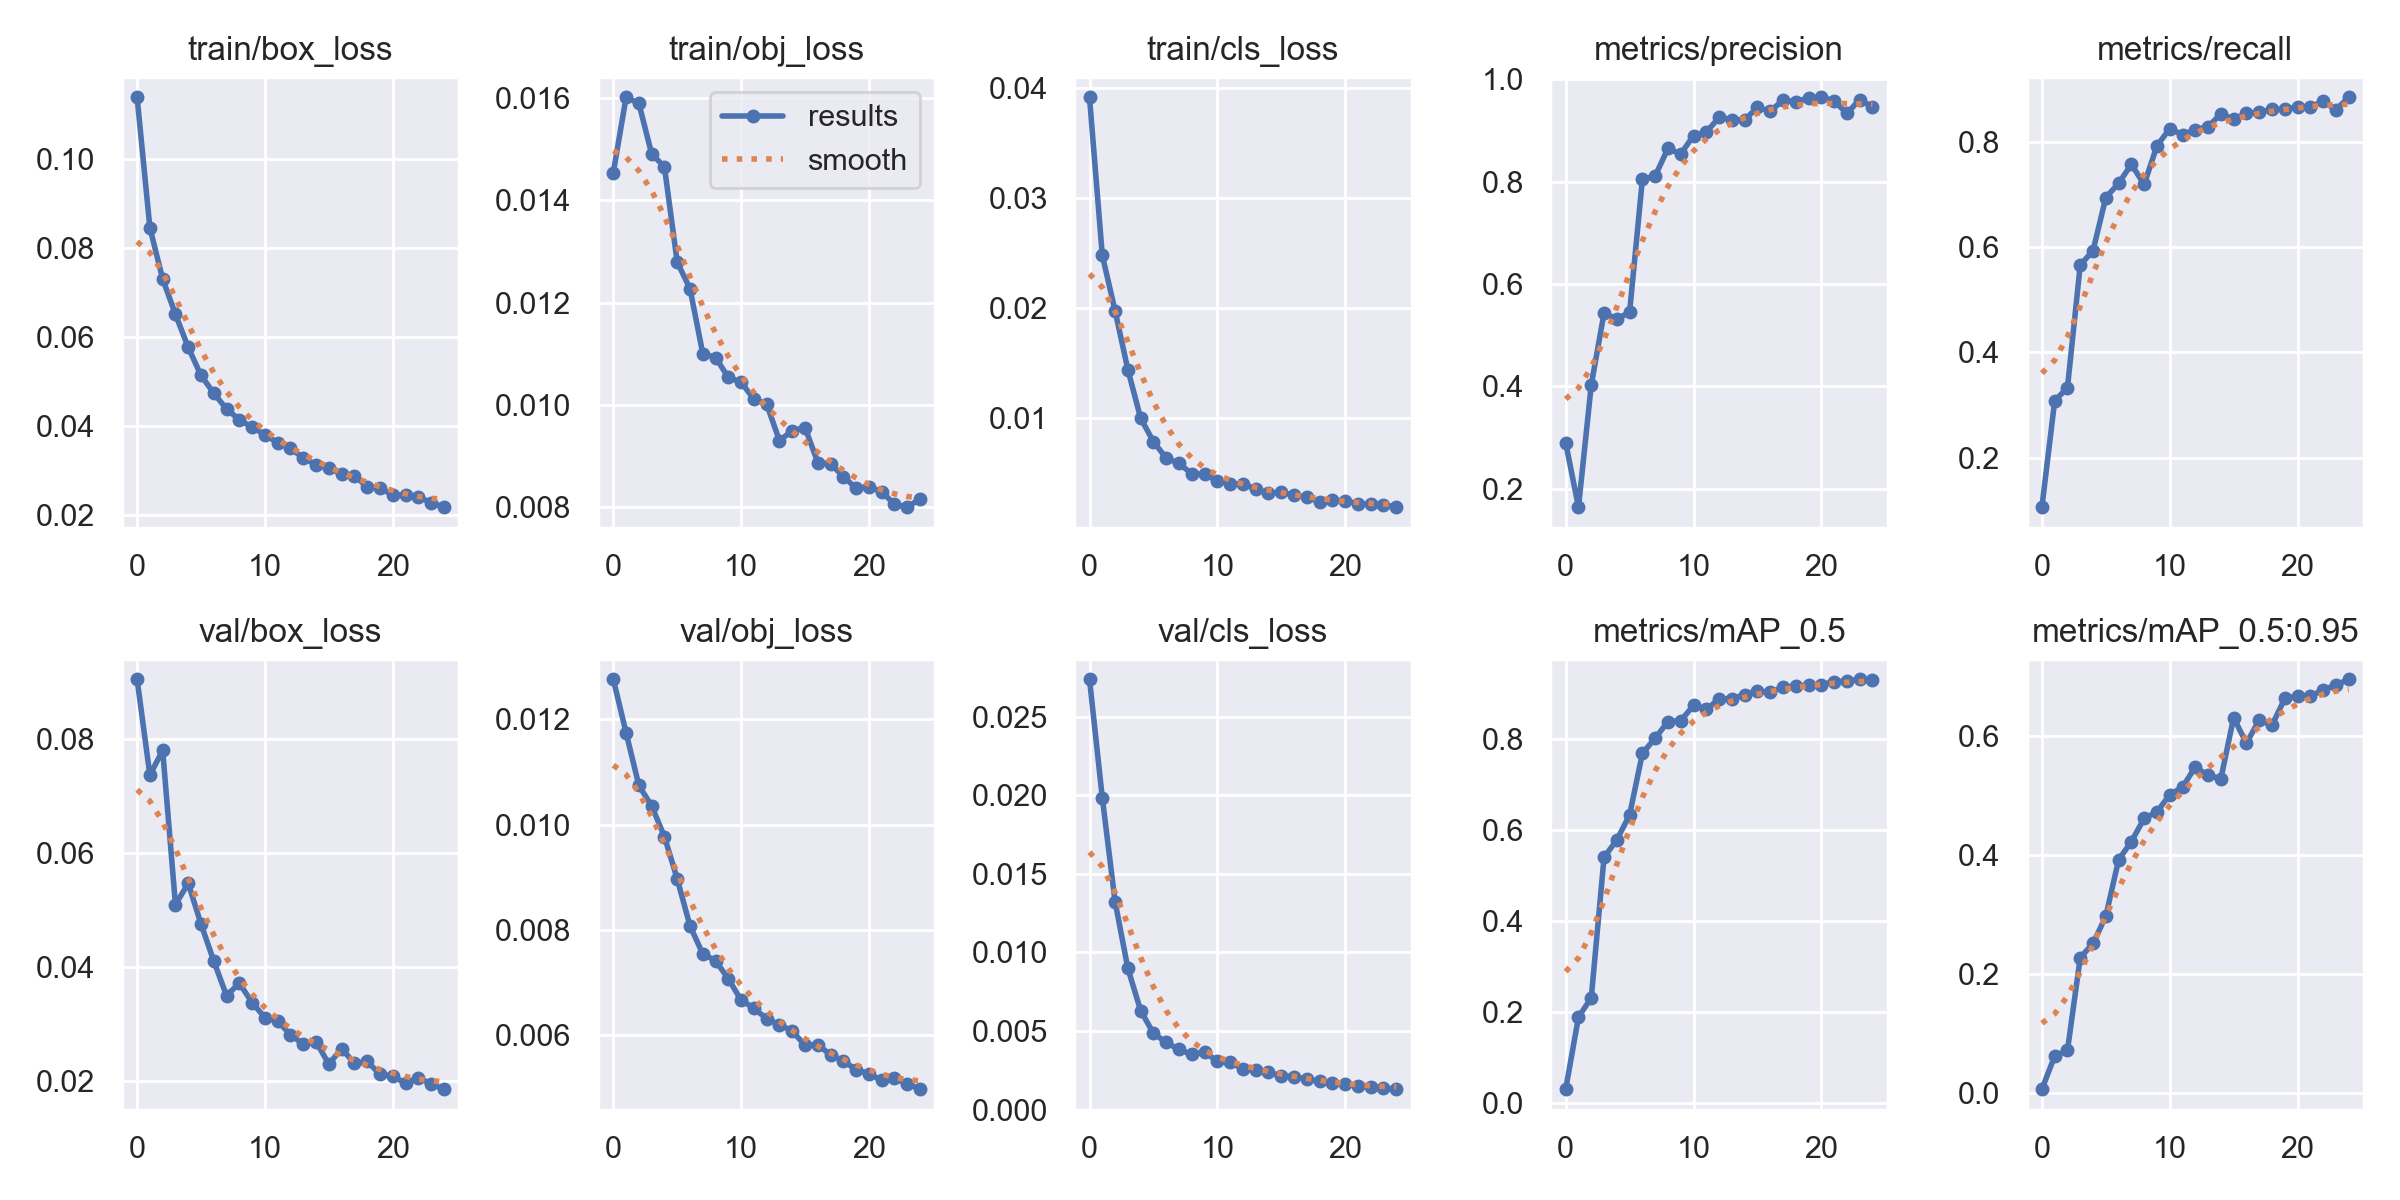 train/box_loss
0.10
0.08
0.06
0.04
0.02
0 10 20
train/obj_loss
results
smooth
0.016
0.014
0.012
0.010
0.008
0 10 20
train/cls_loss
0.04
0.03
0.02
0.01
0 10 20
metrics/precision
1.0
0.8
0.6
0.4
0.2
0 10 20
metrics/recall
0.8
0.6
0.4
0.2
0 10 20
val/box_loss
0.08
0.06
0.04
0.02
0 10 20
val/obj_loss
0.012
0.010
0.008
0.006
0 10 20
val/cls_loss
0.025
0.020
0.015
0.010
0.005
0.000
0 10 20
metrics/mAP_0.5
0.8
0.6
0.4
0.2
0.0
0 10 20
metrics/mAP_0.5:0.95
0.6
0.4
0.2
0.0
0 10 20